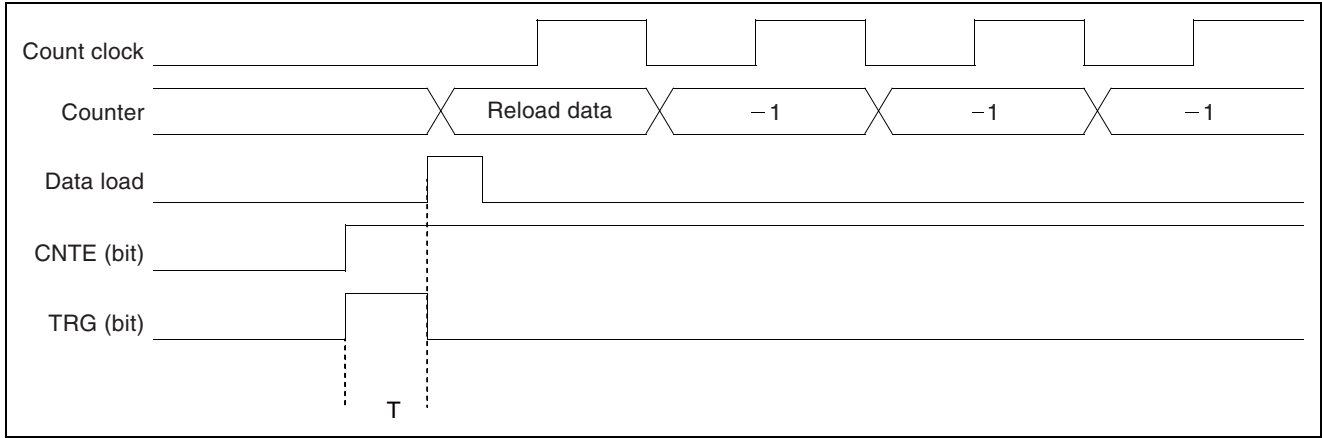 Count clock
Counter
Reload data
−1
−1
−1
Data load
CNTE (bit)
TRG (bit)
T